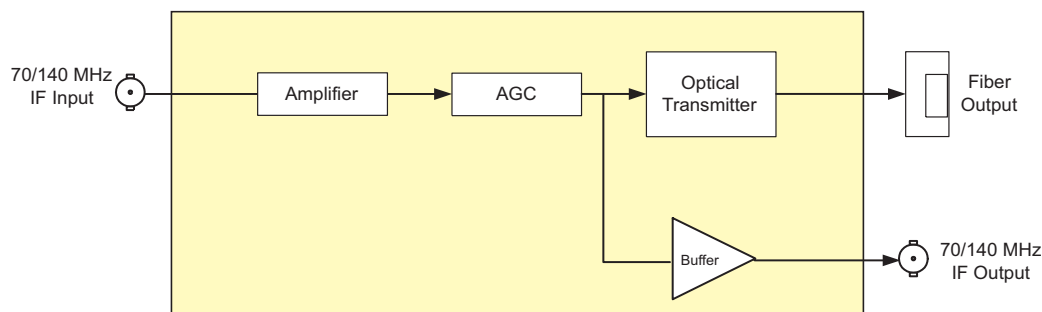 70/140 MHz
IF Input
Amplifier
AGC
Optical
Transmitter
Fiber
Output
Buffer
70/140 MHz
IF Output